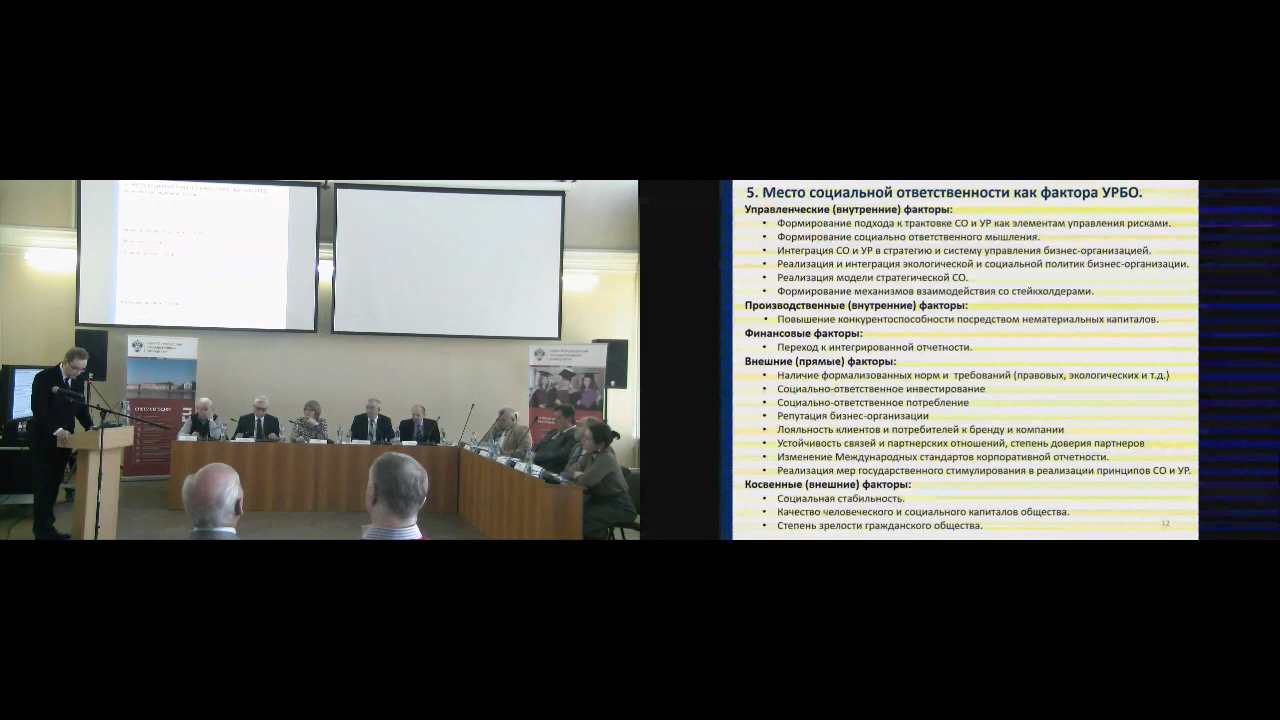 5. Место социальной ответственности как фактора УРБО.
Управленческие (внутренние) факторы:
• Формирование подхода к трактовке СО и УР как элементам управления рисками.
• Формирование социально ответственного мышления.
• Интеграция СО и УР в стратегию и систему управления бизнес-организацией.
• Реализация и интеграция экологической и социальной политик бизнес-организации.
• Реализация модели стратегической СО.
• Формирование механизмов взаимодействия со стейкхолдерами.
Производственные (внутренние) факторы:
• Повышение конкурентоспособности посредством нематериальных капиталов.
Финансовые факторы:
• Переход к интегрированной отчетности.
Внешние (прямые) факторы:
• Наличие формализованных норм и требований (правовых, экологических и т.д.)
• Социально-ответственное инвестирование
• Социально-ответственное потребление
• Репутация бизнес-организации
• Лояльность клиентов и потребителей к бренду и компании
• Устойчивость связей и партнерских отношений, степень доверия партнеров
• Изменение Международных стандартов корпоративной отчетности.
• Реализация мер государственного стимулирования в реализации принципов СО и УР.
Косвенные (внешние) факторы:
• Социальная стабильность.
• Качество человеческого и социального капиталов общества.
• Степень зрелости гражданского общества.
12